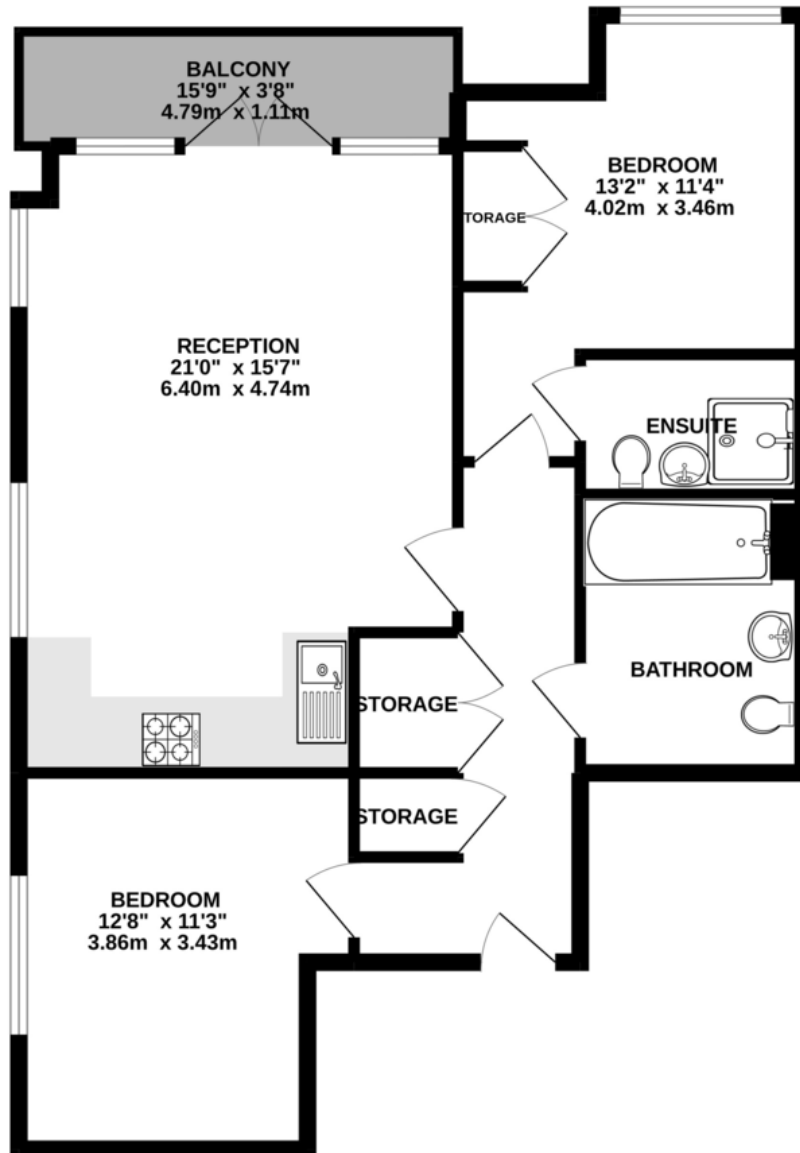 BALCONY
15'9" x 3'8"
4.79m x 1.11m
BEDROOM
13'2" x 11'4"
4.02m x 3.46m
TORAGE
RECEPTION
21'0" x 15'7"
6.40m x 4.74m
ENSUITE
BATHROOM
STORAGE
STORAGE
BEDROOM
12'8" x 11'3"
3.86m x 3.43m